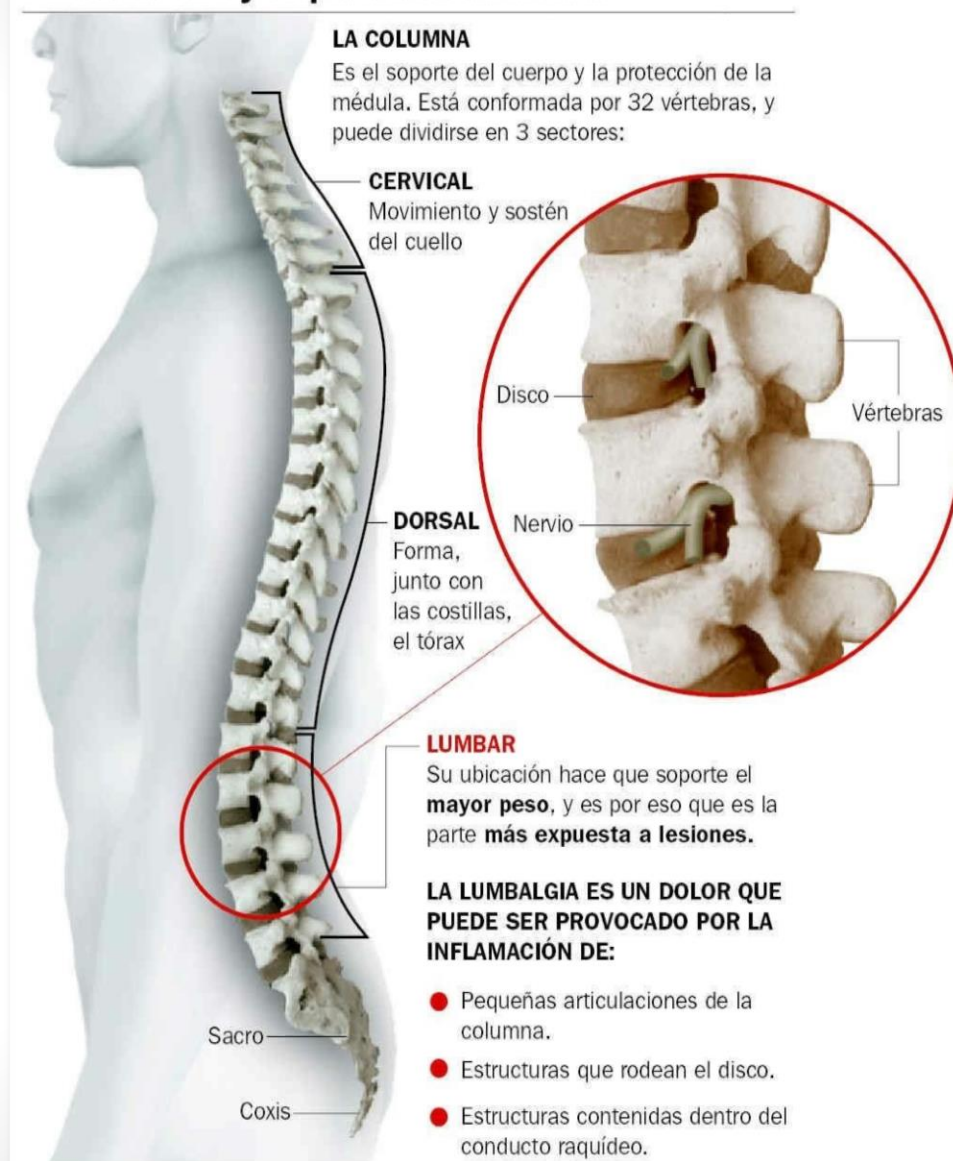 LA COLUMNA
Es el soporte del cuerpo y la protección de la
médula. Está conformada por 32 vértebras, y
puede dividirse en 3 sectores:
CERVICAL
Movimiento y sostén
del cuello
Disco
Vértebras
Nervio
DORSAL
Forma,
junto con
las costillas,
el tórax
LUMBAR
Su ubicación hace que soporte el
mayor peso, y es por eso que es la
parte más expuesta a lesiones.
LA LUMBALGIA ES UN DOLOR QUE
PUEDE SER PROVOCADO POR LA
INFLAMACIÓN DE:
Pequeñas articulaciones de la
columna.
Estructuras que rodean el disco.
Estructuras contenidas dentro del
conducto raquídeo.
Sacro
Coxis